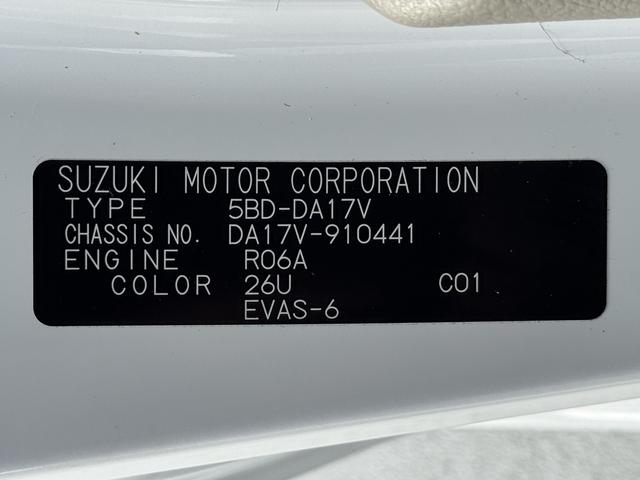 SUZUKI MOTOR CORPORATION
TYPE 5BD-DA17V
CHASSIS NO. DA17V-910441
ENGINE R06A
COLOR 26U C01
EVAS-6